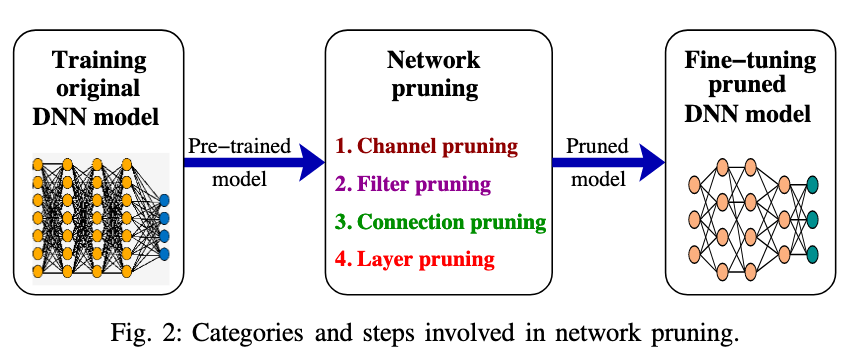 Training
original
DNN model
Pre−trained
model
Network
pruning
1. Channel pruning
2. Filter pruning
3. Connection pruning
4. Layer pruning
Pruned
model
Fine−tuning
pruned
DNN model
Fig. 2: Categories and steps involved in network pruning.